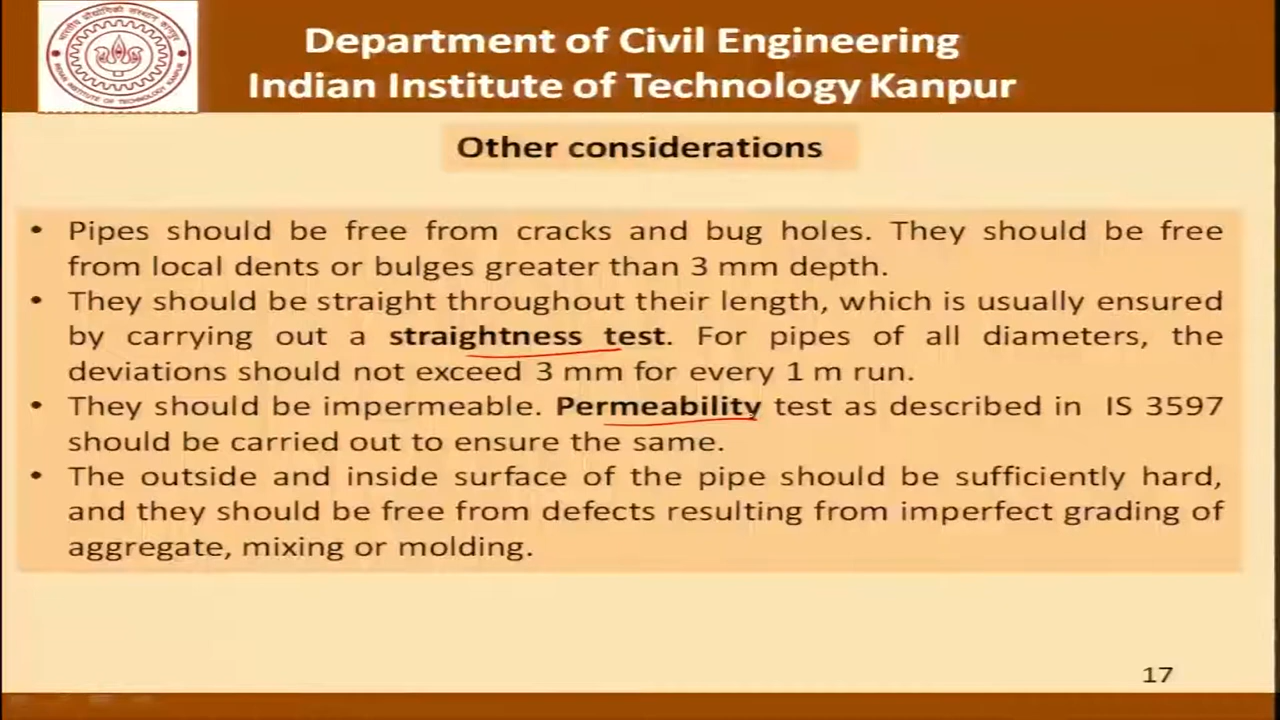 Department of Civil Engineering
Indian Institute of Technology Kanpur
Other considerations
• Pipes should be free from cracks and bug holes. They should be free
from local dents or bulges greater than 3 mm depth.
• They should be straight throughout their length, which is usually ensured
by carrying out a straightness test. For pipes of all diameters, the
deviations should not exceed 3 mm for every 1 m run.
• They should be impermeable. Permeability test as described in IS 3597
should be carried out to ensure the same.
• The outside and inside surface of the pipe should be sufficiently hard,
and they should be free from defects resulting from imperfect grading of
aggregate, mixing or molding.
17